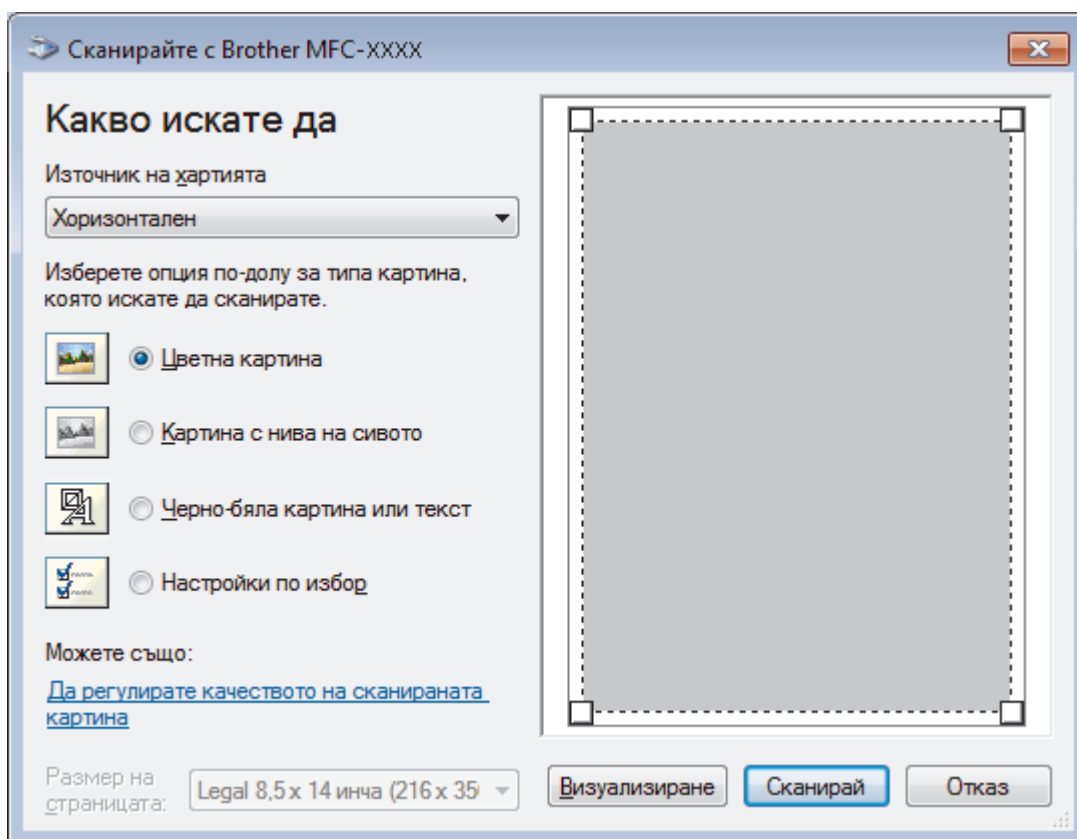 Сканирайте с Brother MFC-XXXX
Какво искате да
Източник на хартията
Хоризонтален
Изберете опция по-долу за типа картина,
която искате да сканирате.
Цветна картина
Картина с нива на сивото
Черно-бяла картина или текст
Настройки по избор
Можете също:
Да регулирате качеството на сканираната
картина
Размер на
страницата:
Legal 8,5 x 14 инча (216 x 35
Визуализиране
Сканирай
Отказ